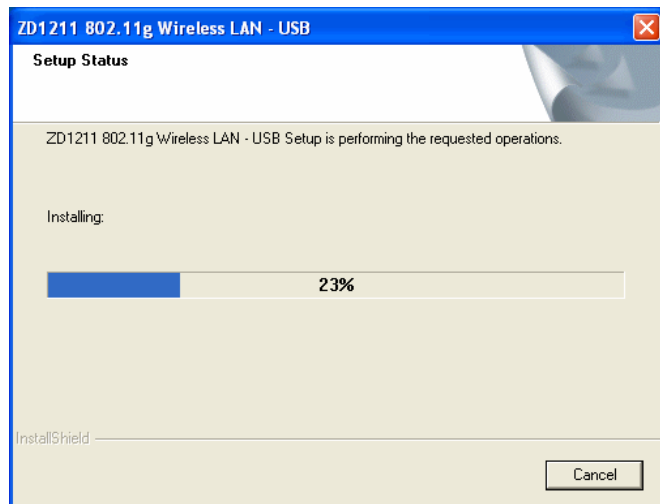 ZD1211 802.11g Wireless LAN - USB
Setup Status
ZD1211 802.11g Wireless LAN - USB Setup is performing the requested operations.
Installing:
23%
InstallShield
Cancel